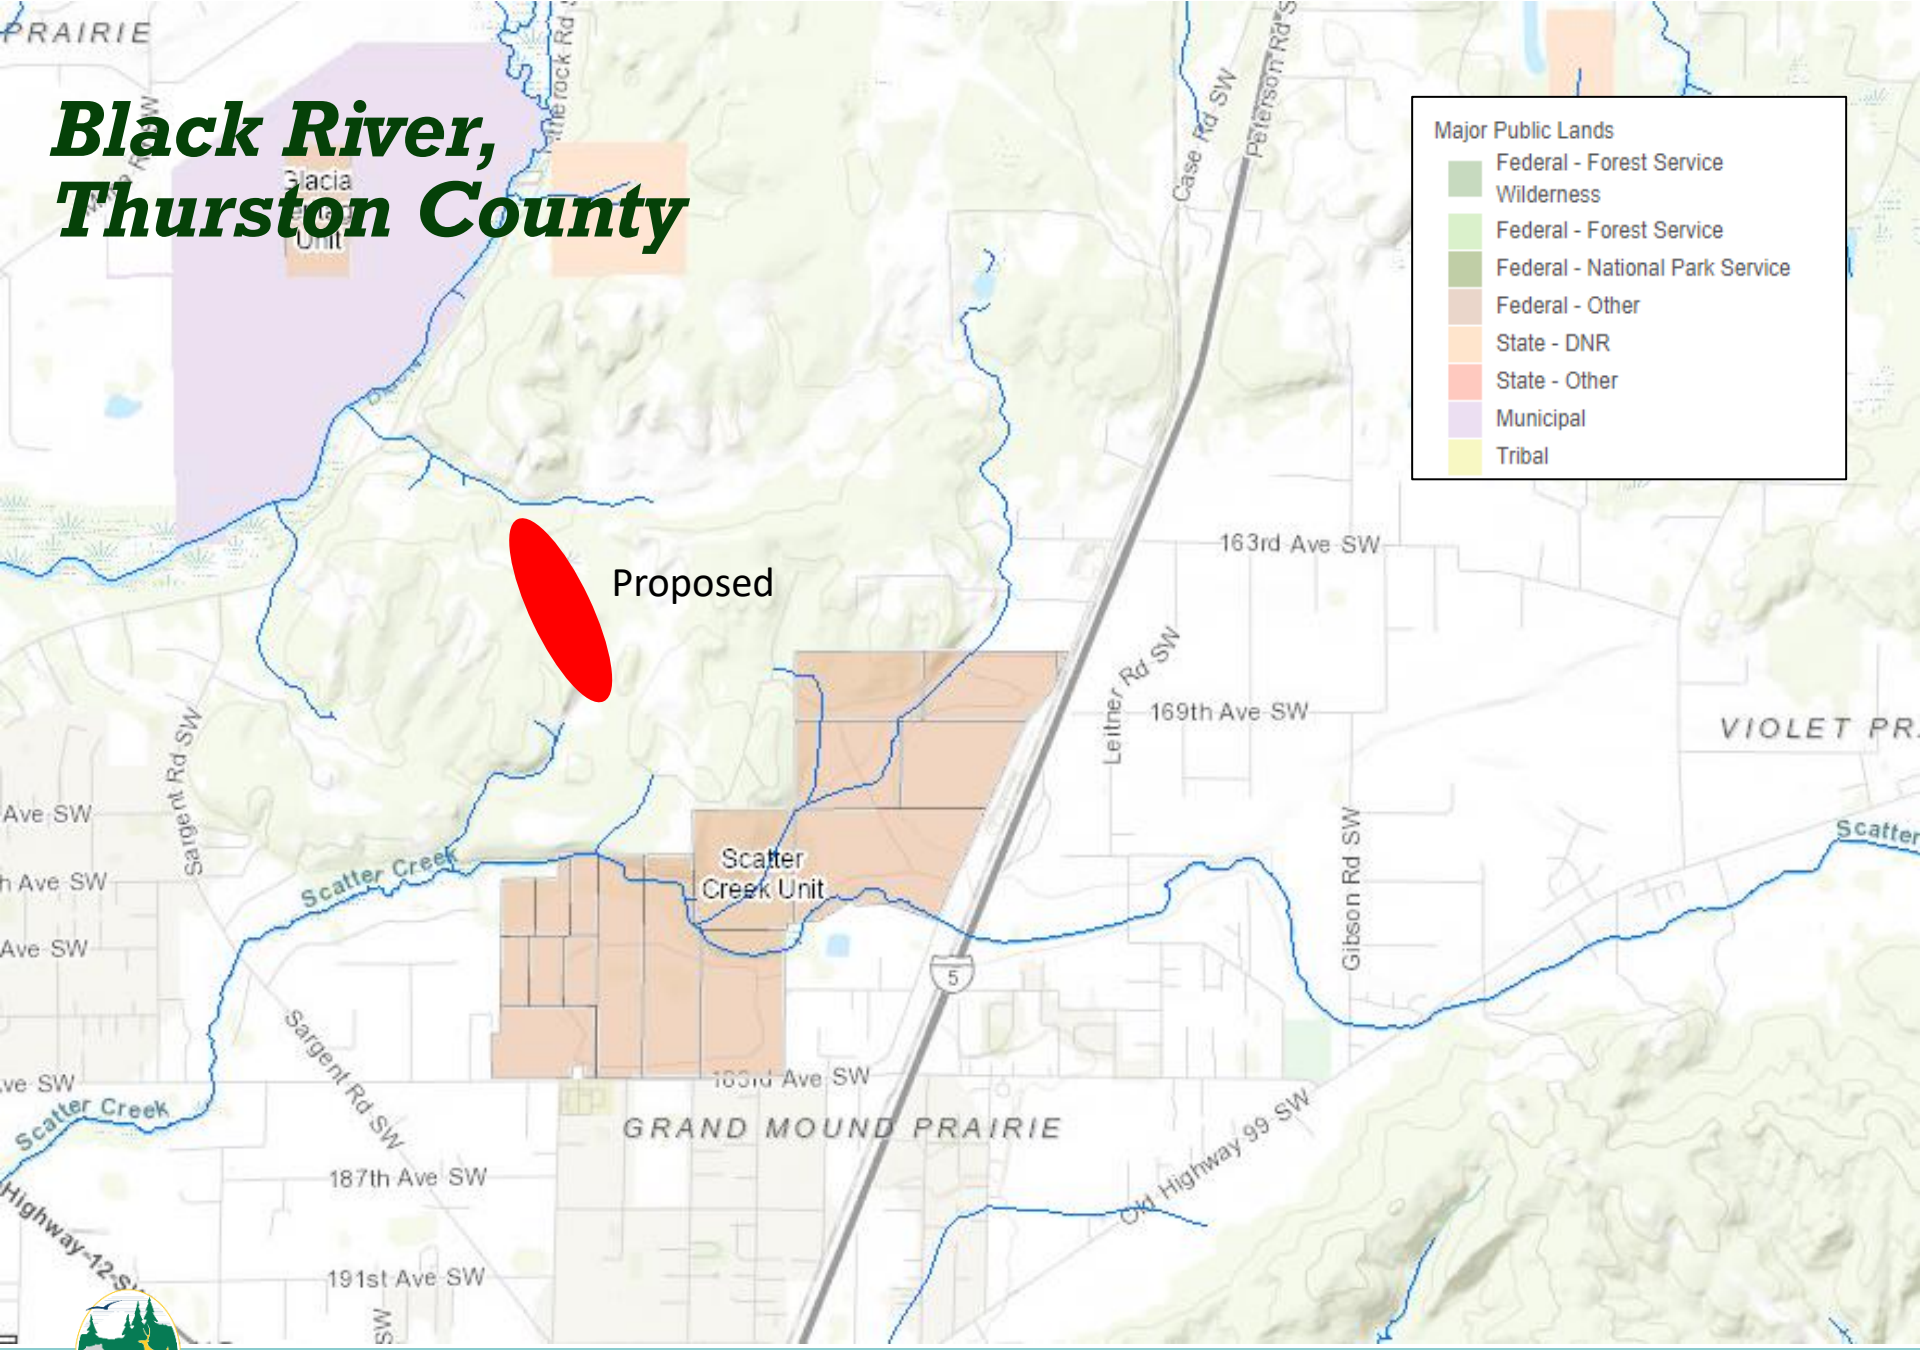 PRAIRIE
Black River,
Thurston County
Glacia
Unit
Case Rd SW
Peterson Rd S
Major Public Lands
Federal - Forest Service
Wilderness
Federal - Forest Service
Federal - National Park Service
Federal - Other
State - DNR
State - Other
Municipal
Tribal
163rd Ave SW
Proposed
Leitner Rd SW
169th Ave SW
VIOLET PR
Sargent Rd SW
Ave SW
Scatter Creek
Scatter
Creek Unit
Gibson Rd SW
Scatter
h Ave SW
Ave SW
5
Sargent Rd SW
ve SW
Ave SW
Scatter Creek
GRAND MOUND PRAIRIE
Old Highway 99 SW
187th Ave SW
Highway-12-S
191st Ave SW
SW